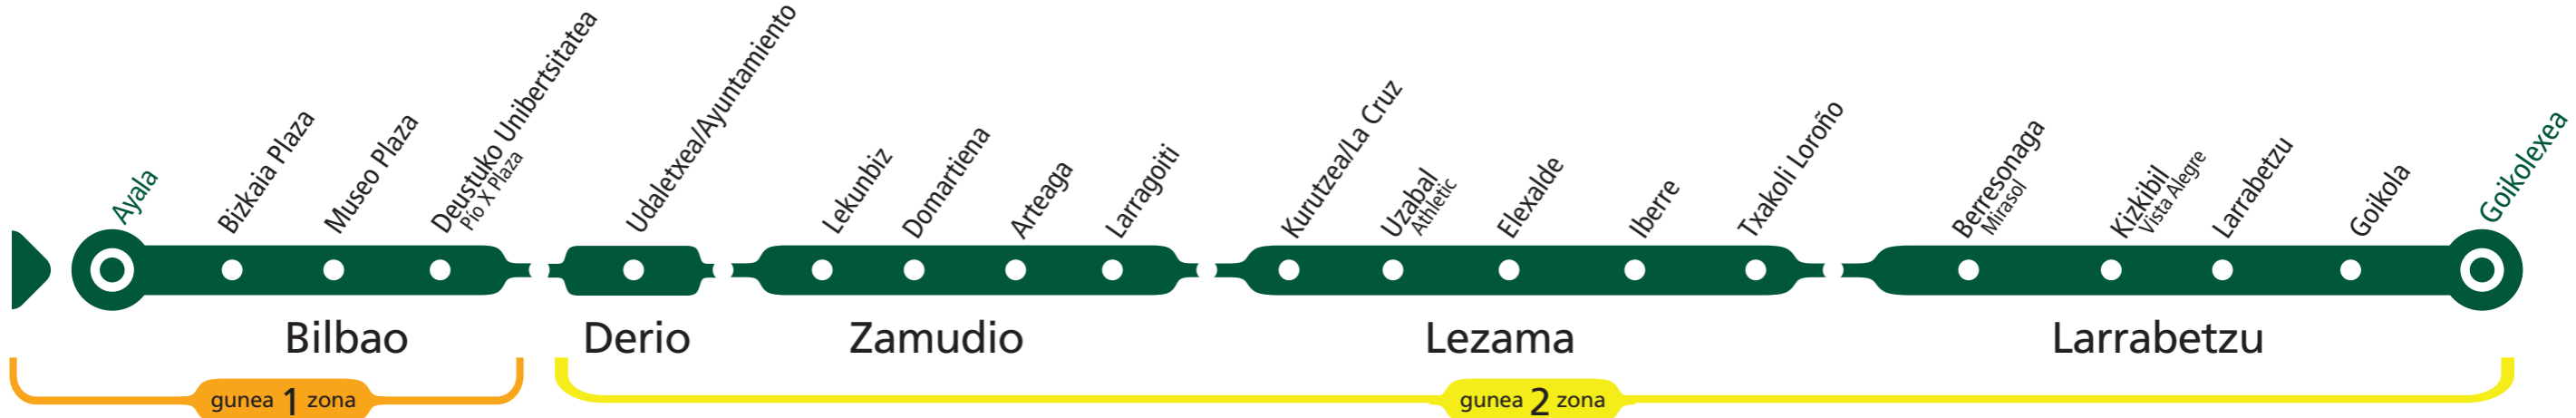 Ayala
Bizkaia Plaza
Museo Plaza
Deustuko Unibertsitatea
Pio X Plaza
Udaletxea/Ayuntamiento
Lekunbiz
Domartiena
Arteaga
Larragoiti
Kurutzea/La Cruz
Uzabal
Athletic
Elexalde
Iberre
Txakoli Loroño
Berresonaga
Mirasol
Kizkibil
Vista Alegre
Larrabetzu
Goikola
Goikolexea
Bilbao
Derio
Zamudio
Lezama
Larrabetzu
gunea 1 zona
gunea 2 zona